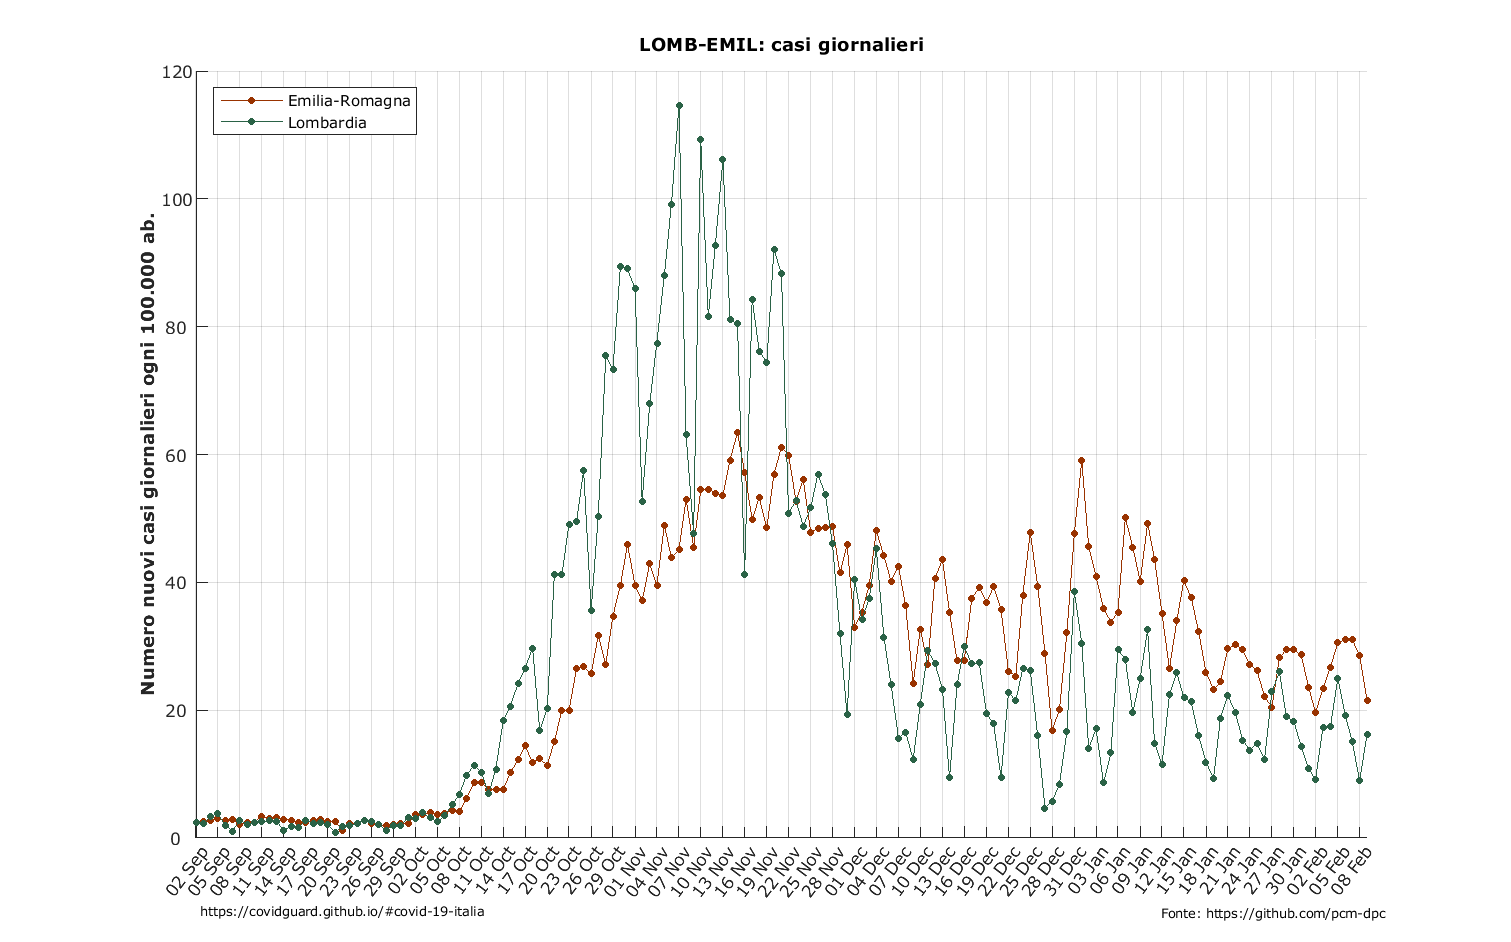 LOMB-EMIL: casi giornalieri
Emilia-Romagna
Lombardia
Numero nuovi casi giornalieri ogni 100.000 ab.
120
100
80
60
40
20
0
02 Sep
05 Sep
08 Sep
11 Sep
14 Sep
17 Sep
20 Sep
23 Sep
26 Sep
29 Sep
02 Oct
05 Oct
08 Oct
11 Oct
14 Oct
17 Oct
20 Oct
23 Oct
26 Oct
29 Oct
01 Nov
04 Nov
07 Nov
10 Nov
13 Nov
16 Nov
19 Nov
22 Nov
25 Nov
28 Nov
01 Dec
04 Dec
07 Dec
10 Dec
13 Dec
16 Dec
19 Dec
22 Dec
25 Dec
28 Dec
31 Dec
03 Jan
06 Jan
09 Jan
12 Jan
15 Jan
18 Jan
21 Jan
24 Jan
27 Jan
30 Jan
02 Feb
05 Feb
08 Feb
https://covidguard.github.io/#covid-19-italia
Fonte: https://github.com/pcm-dpc